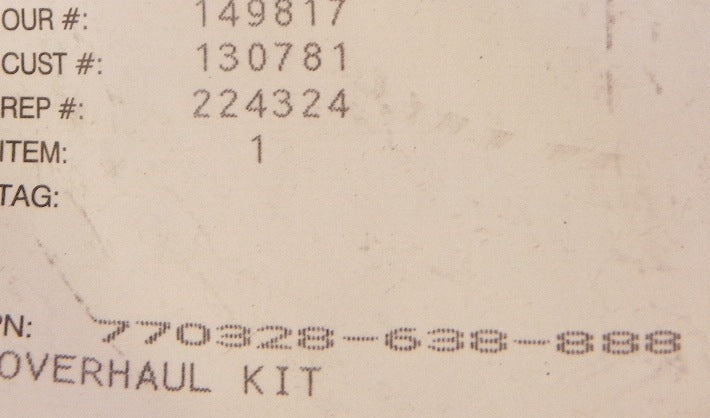 OUR #: 149817
CUST #: 130781
REP #: 224324
ITEM: 1
TAG:
PN: 770328-638-888
OVERHAUL KIT